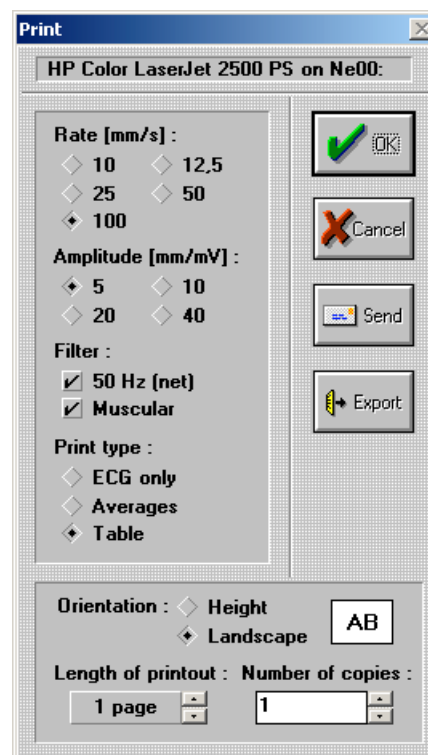 Print
HP Color LaserJet 2500 PS on Ne00:
Rate [mm/s] :
10 12,5
25 50
100
Amplitude [mm/mV] :
5 10
20 40
Filter :
50 Hz (net)
Muscular
Print type :
ECG only
Averages
Table
OK
Cancel
Send
Export
Orientation : Height
Landscape
AB
Length of printout : Number of copies :
1 page 1